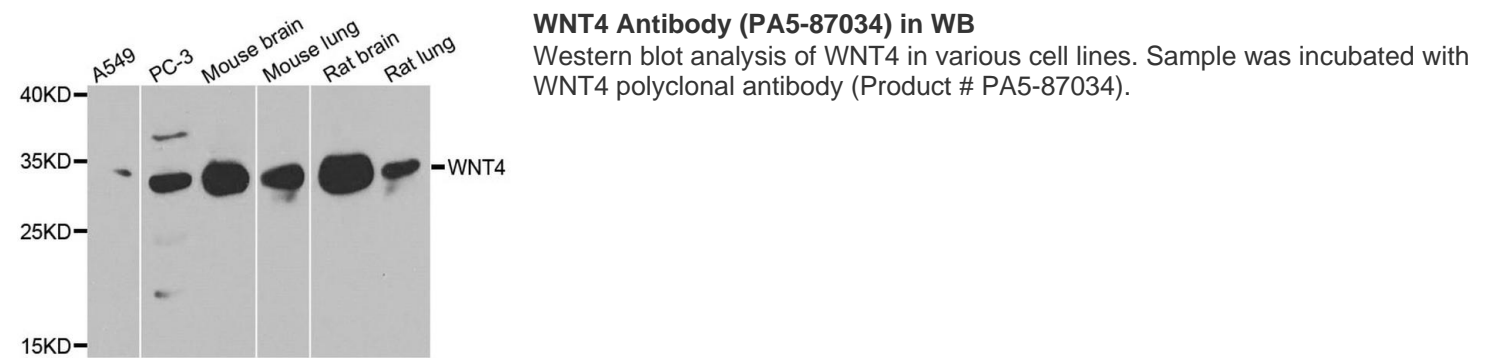 WNT4 Antibody (PA5-87034) in WB
Western blot analysis of WNT4 in various cell lines. Sample was incubated with
WNT4 polyclonal antibody (Product # PA5-87034).
A549 PC-3 Mouse brain Mouse lung Rat brain Rat lung
40KD
35KD
WNT4
25KD
15KD